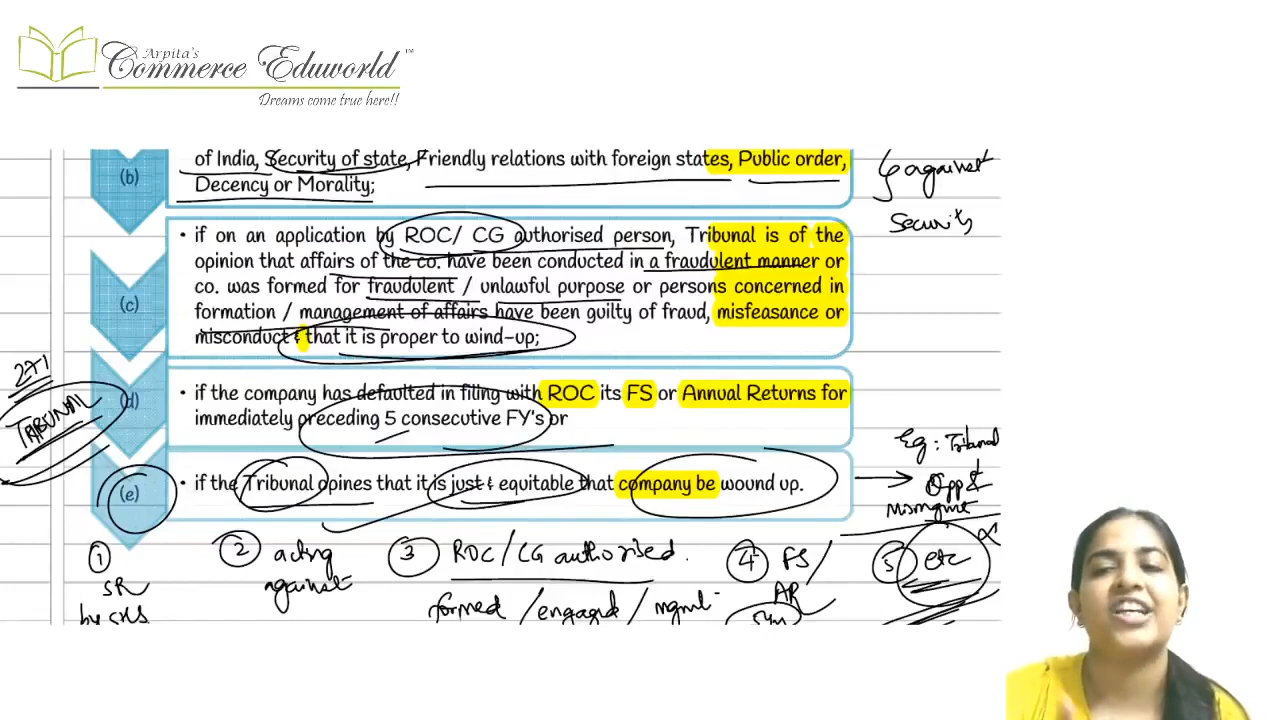 Arpita's
Commerce Eduworld™
Dreams come true here!!
(b)
of India, Security of state, Friendly relations with foreign states, Public order,
Decency or Morality;
against
Security
(c)
• if on an application by ROC/ CG authorised person, Tribunal is of the
opinion that affairs of the co. have been conducted in a fraudulent manner or
co. was formed for fraudulent / unlawful purpose or persons concerned in
formation / management of affairs have been guilty of fraud, misfeasance or
misconduct & that it is proper to wind-up;
271
TRIBUNAL
(d)
• if the company has defaulted in filing with ROC its FS or Annual Returns for
immediately preceding 5 consecutive FY's or
(e)
• if the Tribunal opines that it is just & equitable that company be wound up.
Eg: Tribunal
Opp &
Msmgmt
① SR
② acting
against
③ ROC/CG authorised
formed / engaged / mgmt
④ FS/
AR
5yr
⑤ etc